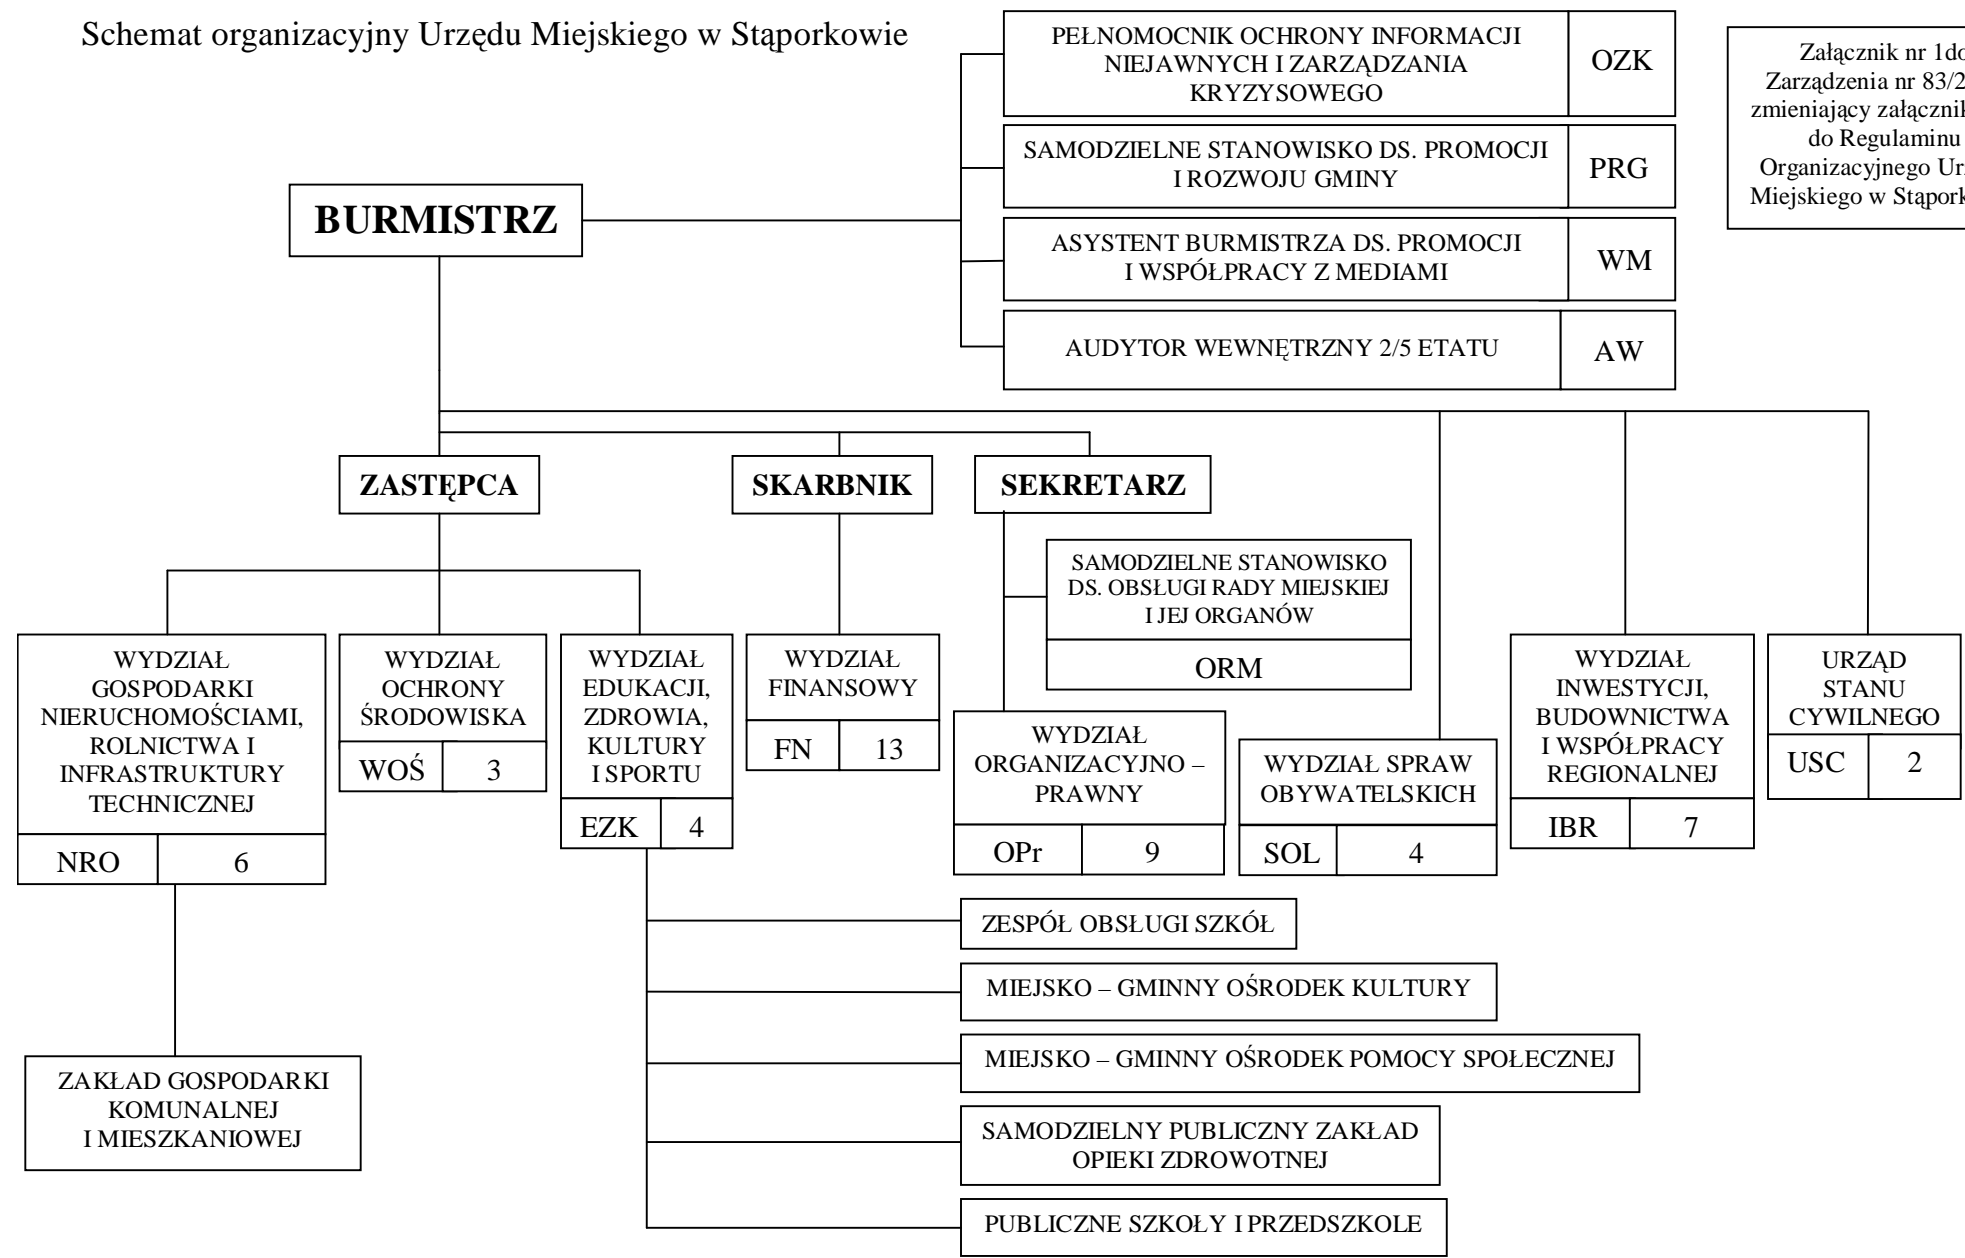 Schemat organizacyjny Urzędu Miejskiego w Stąporkowie
PEŁNOMOCNIK OCHRONY INFORMACJI
NIEJAWNYCH I ZARZĄDZANIA
KRYZYSOWEGO
OZK
Załącznik nr 1do
Zarządzenia nr 83/2
zmieniający załącznik
do Regulaminu
Organizacyjnego
Miejskiego w
SAMODZIELNE STANOWISKO DS. PROMOCJI
I ROZWOJU GMINY
PRG
BURMISTRZ
ASYSTENT BURMISTRZA DS. PROMOCJI
I WSPÓŁPRACY Z MEDIAMI
WM
AUDYTOR WEWNĘTRZNY 2/5 ETATU
AW
ZASTĘPCA
SKARBNIK
SEKRETARZ
SAMODZIELNE STANOWISKO
DS. OBSŁUGI RADY MIEJSKIEJ
I JEJ ORGANÓW
ORM
WYDZIAŁ
GOSPODARKI
NIERUCHOMOŚCIAMI,
ROLNICTWA I
INFRASTRUKTURY
TECHNICZNEJ
NRO 6
WYDZIAŁ
OCHRONY
ŚRODOWISKA
WOŚ 3
WYDZIAŁ
EDUKACJI,
ZDROWIA,
KULTURY
I SPORTU
EZK 4
WYDZIAŁ
FINANSOWY
FN 13
WYDZIAŁ
ORGANIZACYJNO –
PRAWNY
OPr 9
WYDZIAŁ SPRAW
OBYWATELSKICH
SOL 4
WYDZIAŁ
INWESTYCJI,
BUDOWNICTWA
I WSPÓŁPRACY
REGIONALNEJ
IBR 7
URZĄD
STANU
CYWILNEGO
USC 2
ZESPÓŁ OBSŁUGI SZKÓŁ
MIEJSKO – GMINNY OŚRODEK KULTURY
MIEJSKO – GMINNY OŚRODEK POMOCY SPOŁECZNEJ
ZAKŁAD GOSPODARKI
KOMUNALNEJ
I MIESZKANIOWEJ
SAMODZIELNY PUBLICZNY ZAKŁAD
OPIEKI ZDROWOTNEJ
PUBLICZNE SZKOŁY I PRZEDSZKOLE